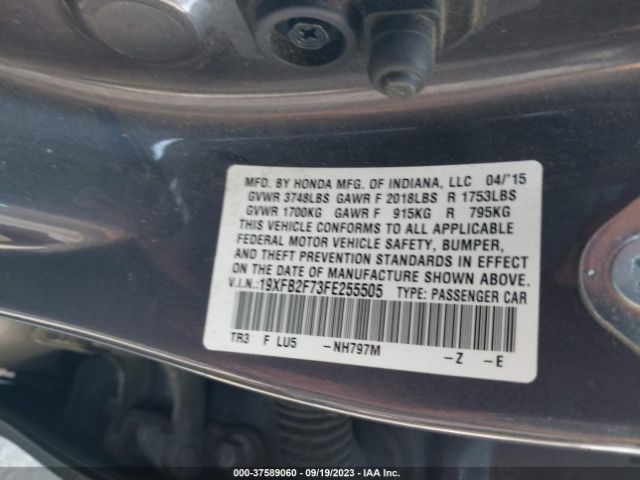 MFD. BY HONDA MFG. OF INDIANA, LLC 04/'15
GVWR 3748LBS GAWR F 2018LBS R 1753LBS
GVWR 1700KG GAWR F 915KG R 795KG
THIS VEHICLE CONFORMS TO ALL APPLICABLE
FEDERAL MOTOR VEHICLE SAFETY, BUMPER,
AND THEFT PREVENTION STANDARDS IN EFFECT
ON THE DATE OF MANUFACTURE SHOWN ABOVE.
V.I.N.:19XFB2F73FE255505 TYPE: PASSENGER CAR
TR3 F LU5 -NH797M -Z -E
000-37589060 - 09/19/2023 - IAA Inc.